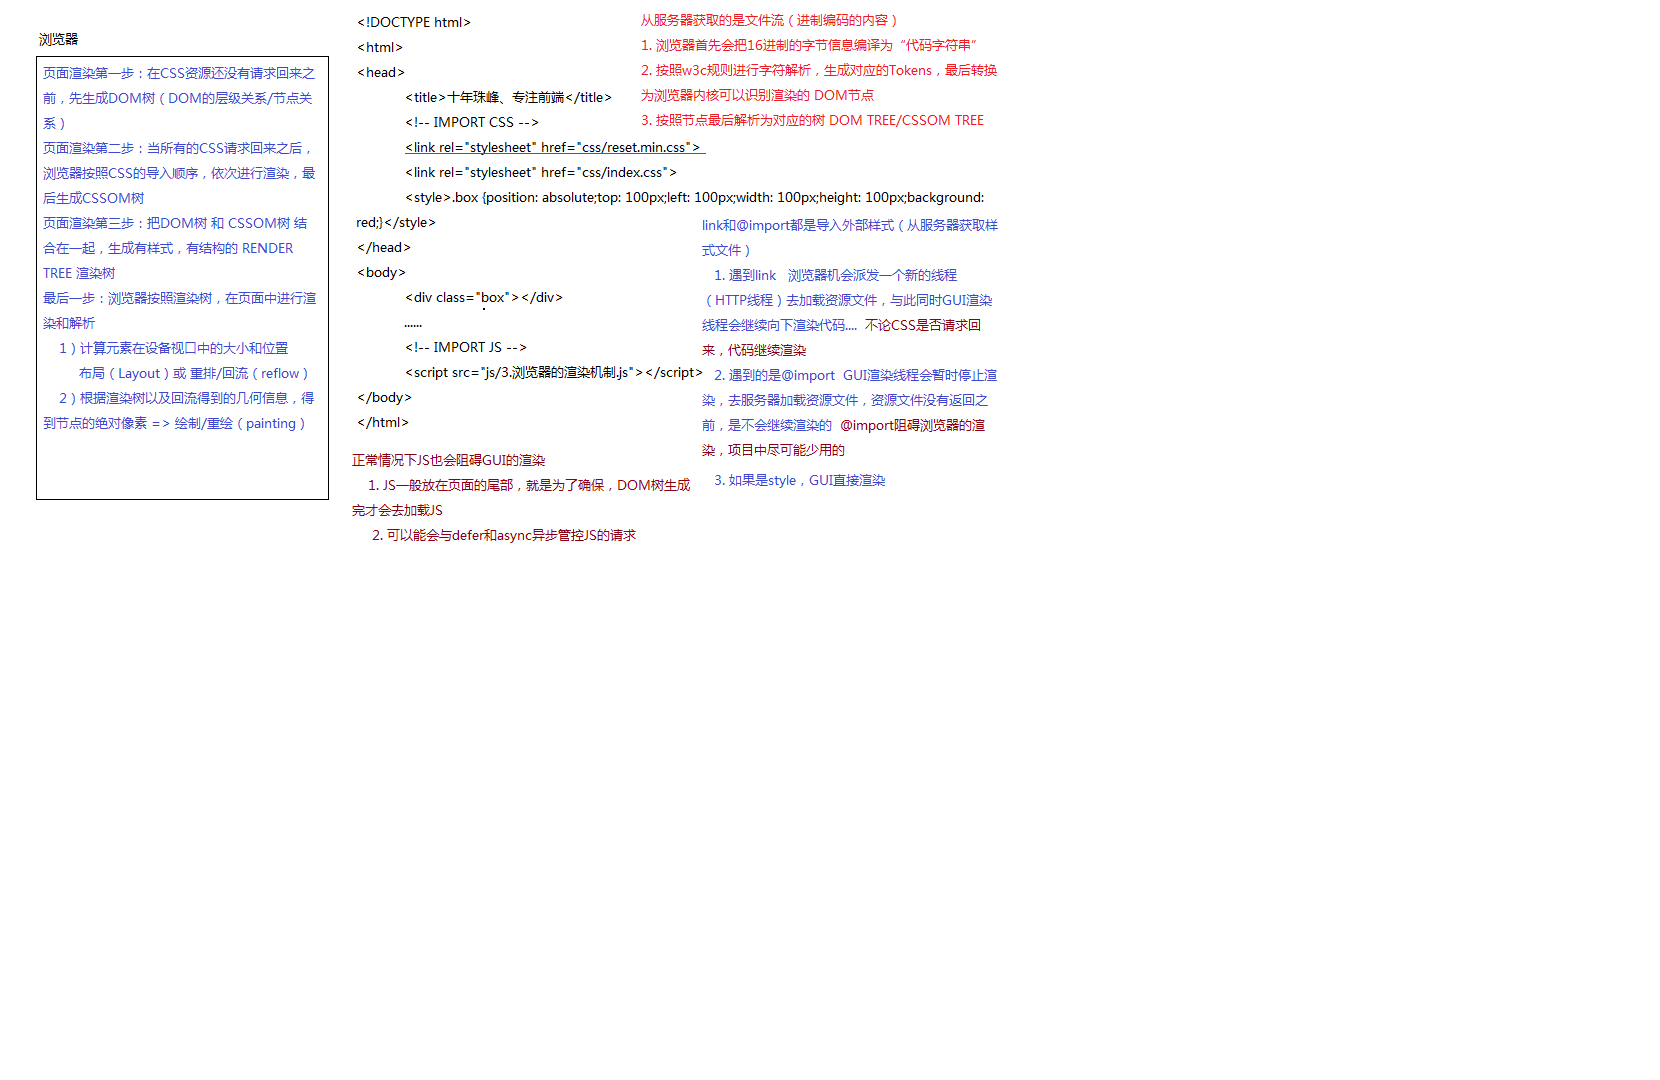 浏览器
页面渲染第一步：在CSS资源还没有请求回来之
前，先生成DOM树（DOM的层级关系/节点关
系）
页面渲染第二步：当所有的CSS请求回来之后，
浏览器按照CSS的导入顺序，依次进行渲染，最
后生成CSSOM树
页面渲染第三步：把DOM树 和 CSSOM树 结
合在一起，生成有样式，有结构的 RENDER
TREE 渲染树
最后一步：浏览器按照渲染树，在页面中进行渲
染和解析
1）计算元素在设备视口中的大小和位置
布局（Layout）或 重排/回流（reflow）
2）根据渲染树以及回流得到的几何信息，得
到节点的绝对像素 => 绘制/重绘（painting）
<!DOCTYPE html>
<html>
<head>
<title>十年珠峰、专注前端</title>
<!-- IMPORT CSS -->
<link rel="stylesheet" href="css/reset.min.css">
<link rel="stylesheet" href="css/index.css">
<style>.box {position: absolute;top: 100px;left: 100px;width: 100px;height: 100px;background:
red;}</style>
</head>
<body>
<div class="box"></div>
......
<!-- IMPORT JS -->
<script src="js/3.浏览器的渲染机制.js"></script>
</body>
</html>
从服务器获取的是文件流（进制编码的内容）
1. 浏览器首先会把16进制的字节信息编译为“代码字符串”
2. 按照w3c规则进行字符解析，生成对应的Tokens，最后转换
为浏览器内核可以识别渲染的 DOM节点
3. 按照节点最后解析为对应的树 DOM TREE/CSSOM TREE
link和@import都是导入外部样式（从服务器获取样
式文件）
1. 遇到link 浏览器机会派发一个新的线程
（HTTP线程）去加载资源文件，与此同时GUI渲染
线程会继续向下渲染代码.... 不论CSS是否请求回
来，代码继续渲染
2. 遇到的是@import GUI渲染线程会暂时停止渲
染，去服务器加载资源文件，资源文件没有返回之
前，是不会继续渲染的 @import阻碍浏览器的渲
染，项目中尽可能少用的
3. 如果是style，GUI直接渲染
正常情况下JS也会阻碍GUI的渲染
1. JS一般放在页面的尾部，就是为了确保，DOM树生成
完才会去加载JS
2. 可以能会与defer和async异步管控JS的请求